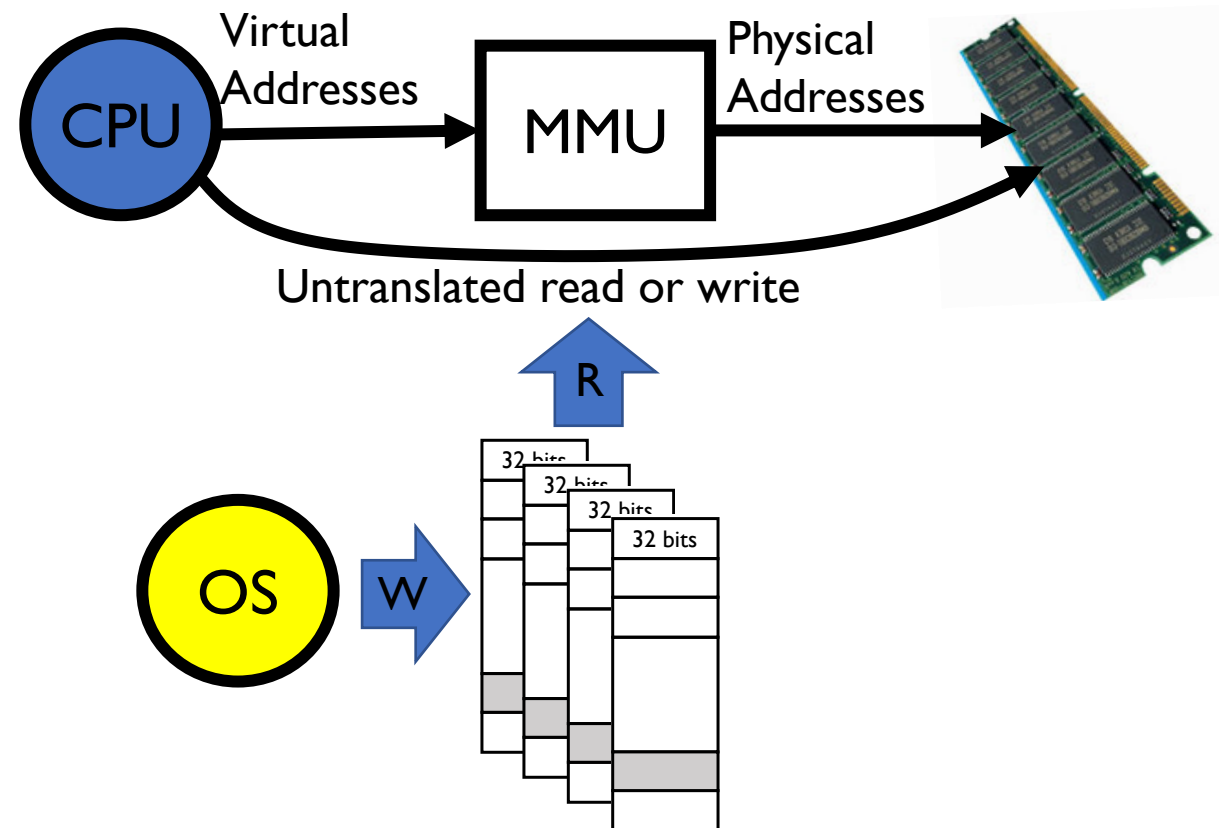 Virtual
Addresses
Physical
Addresses
CPU
MMU
Untranslated read or write
R
32 bits
32 bits
32 bits
32 bits
OS
W